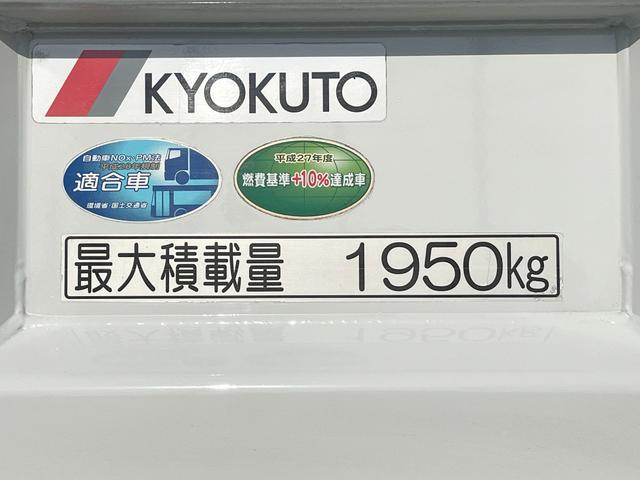 KYOKUTO
自動車NOx・PM法
適合車
環境省・国土交通省
平成27年度
燃費基準+10%達成車
最大積載量 1950kg